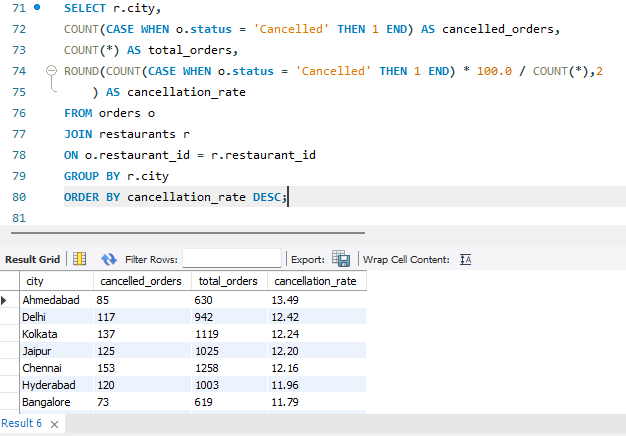 71 SELECT r.city,
72 COUNT(CASE WHEN o.status = 'Cancelled' THEN 1 END) AS cancelled_orders,
73 COUNT(*) AS total_orders,
74 ROUND(COUNT(CASE WHEN o.status = 'Cancelled' THEN 1 END) * 100.0 / COUNT(*),2
75 ) AS cancellation_rate
76 FROM orders o
77 JOIN restaurants r
78 ON o.restaurant_id = r.restaurant_id
79 GROUP BY r.city
80 ORDER BY cancellation_rate DESC;
81
Result Grid Filter Rows: Export: Wrap Cell Content:
city cancelled_orders total_orders cancellation_rate
Ahmedabad 85 630 13.49
Delhi 117 942 12.42
Kolkata 137 1119 12.24
Jaipur 125 1025 12.20
Chennai 153 1258 12.16
Hyderabad 120 1003 11.96
Bangalore 73 619 11.79
Result 6